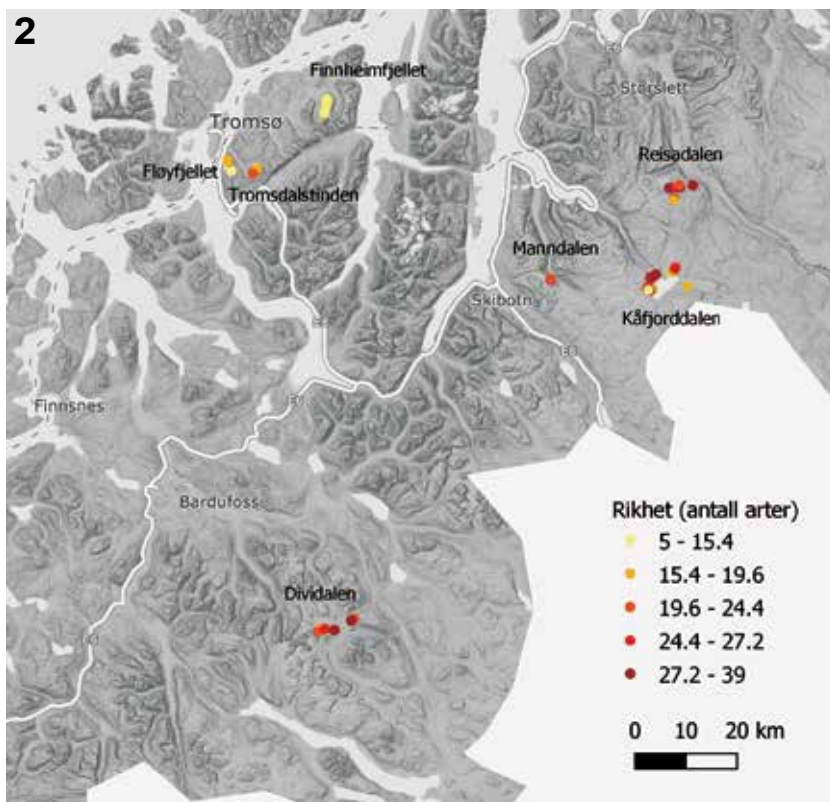 2
Finnheimfjellet
Storslett
Tromsø
Reisadalen
Fløyfjellet
Tromsdalstinden
Manndalen
Skibotn
Kåfjorddalen
Finnsnes
Bardufoss
Rikhet (antall arter)
5 - 15.4
15.4 - 19.6
19.6 - 24.4
24.4 - 27.2
27.2 - 39
Dividalen
0 10 20 km